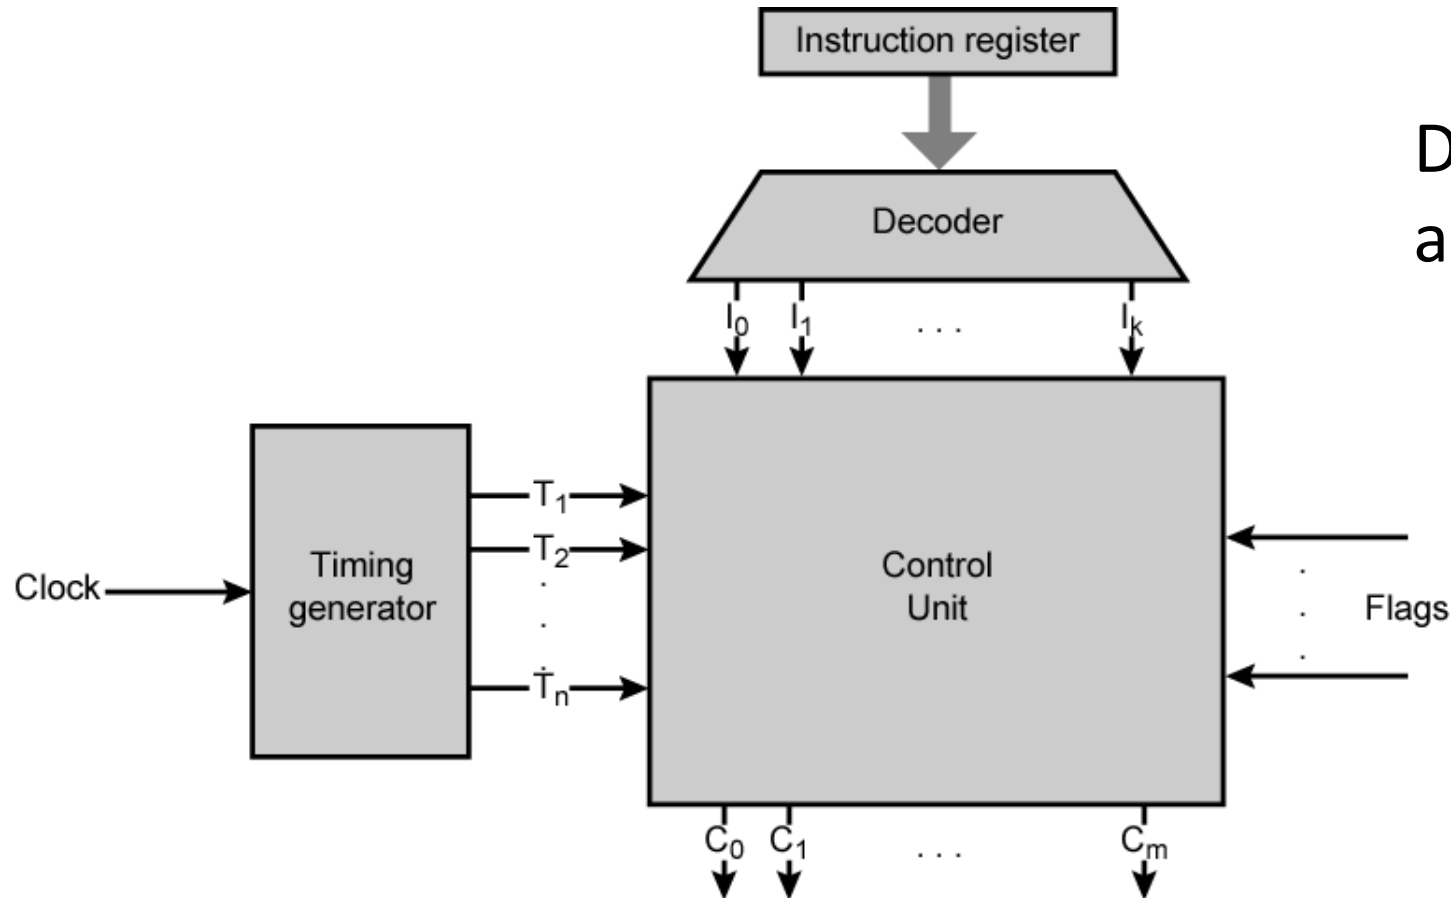 Instruction register
D
a
Decoder
I0 I1 . . . Ik
T1
T2
.
.
.
Tn
Timing
generator
Clock
Control
Unit
.
.
.
Flags
C0 C1 . . . Cm